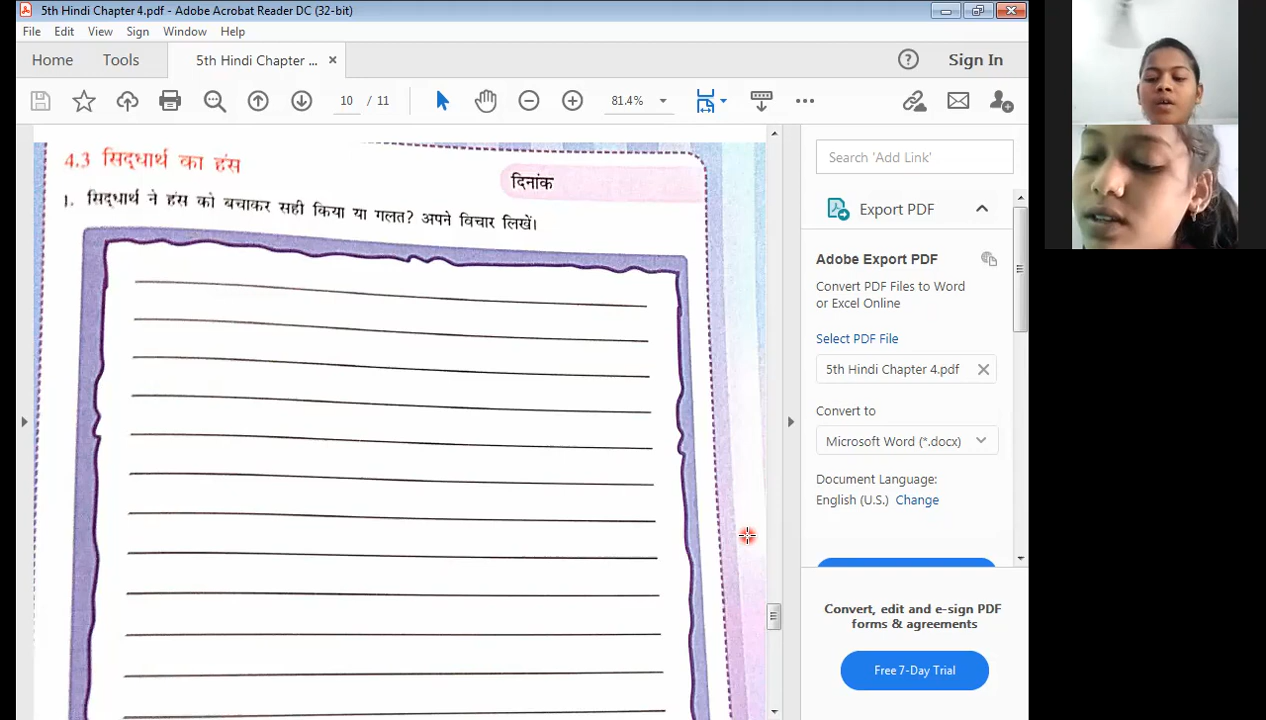 5th Hindi Chapter 4.pdf - Adobe Acrobat Reader DC (32-bit)
File Edit View Sign Window Help
Home Tools 5th Hindi Chapter ... × Sign In
10 / 11 81.4%
4.3 सिद्धार्थ का हंस
दिनांक
1. सिद्धार्थ ने हंस को बचाकर सही किया या गलत? अपने विचार लिखें।
Search 'Add Link'
Export PDF
Adobe Export PDF
Convert PDF Files to Word
or Excel Online
Select PDF File
5th Hindi Chapter 4.pdf
Convert to
Microsoft Word (*.docx)
Document Language:
English (U.S.) Change
Convert, edit and e-sign PDF
forms & agreements
Free 7-Day Trial